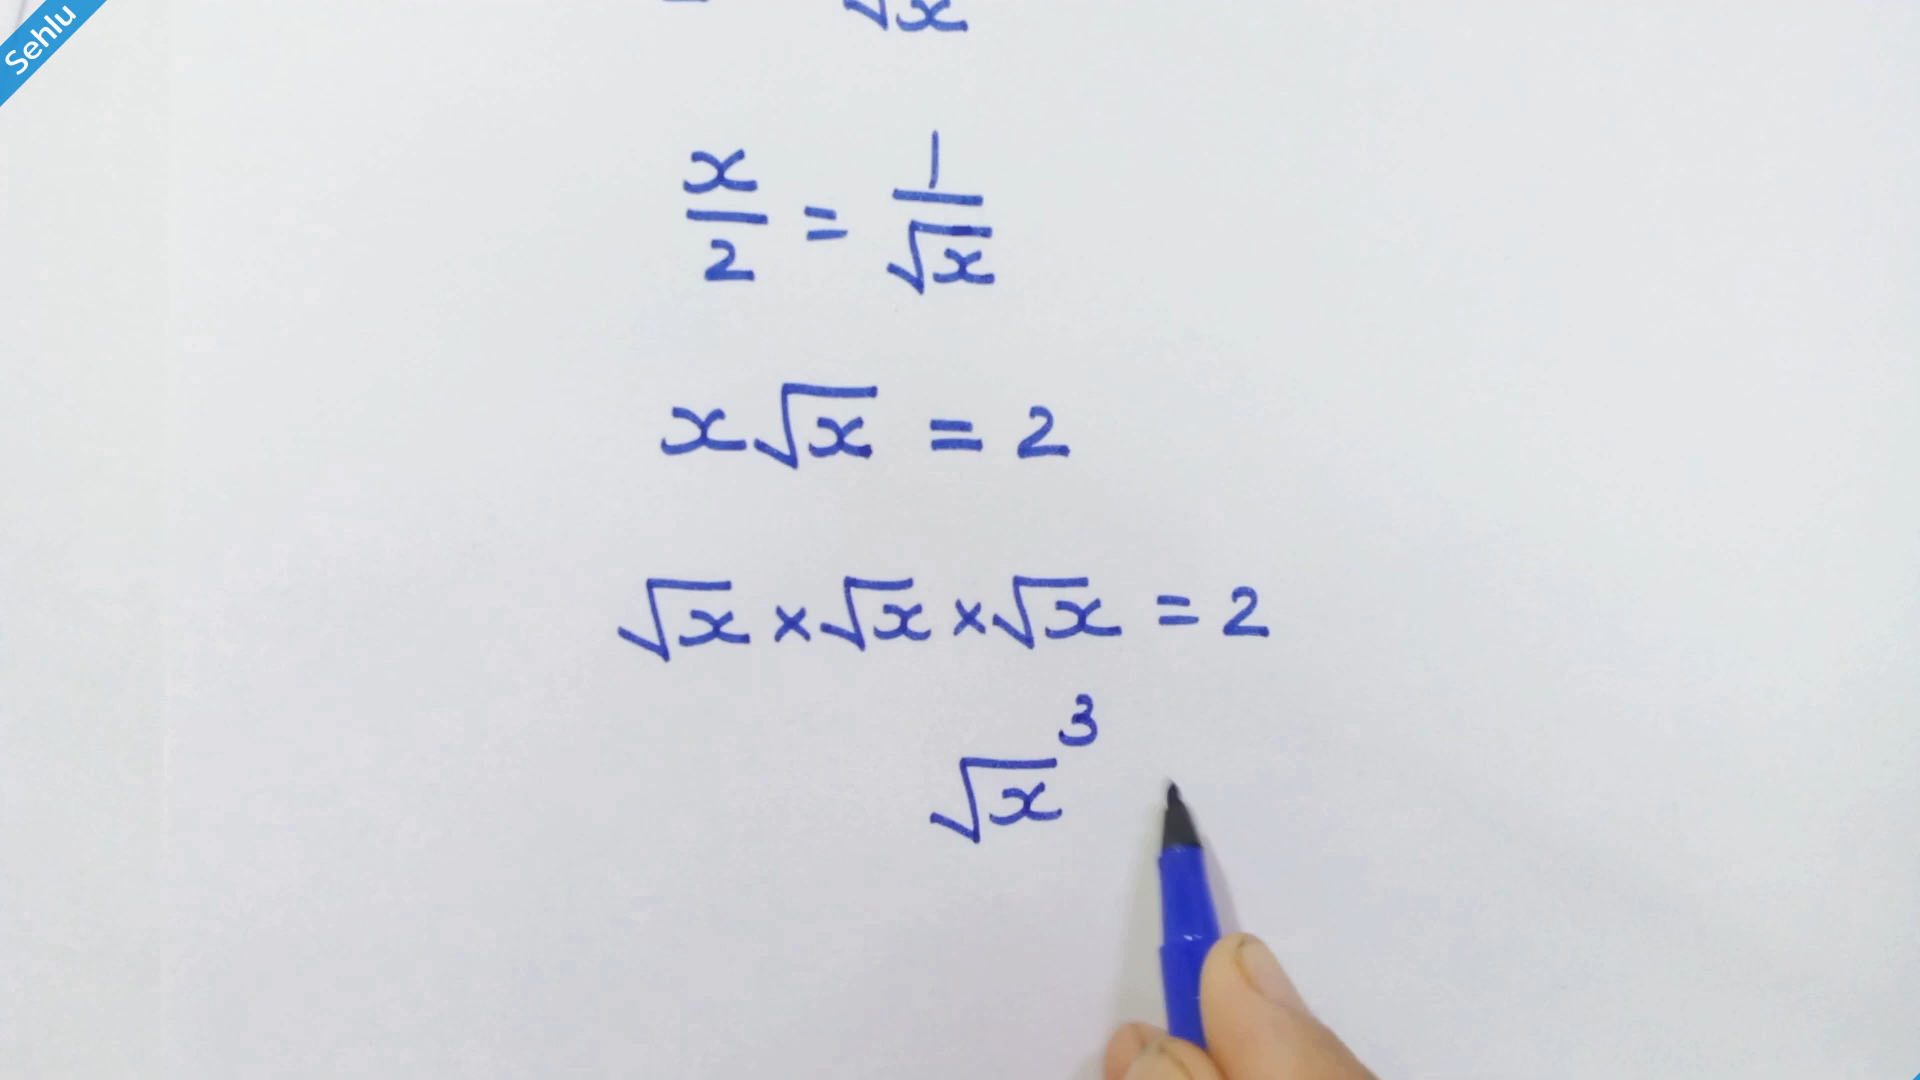 Sehlu
√x
x/2 = 1/√x
x√x = 2
√x × √x × √x = 2
√x³